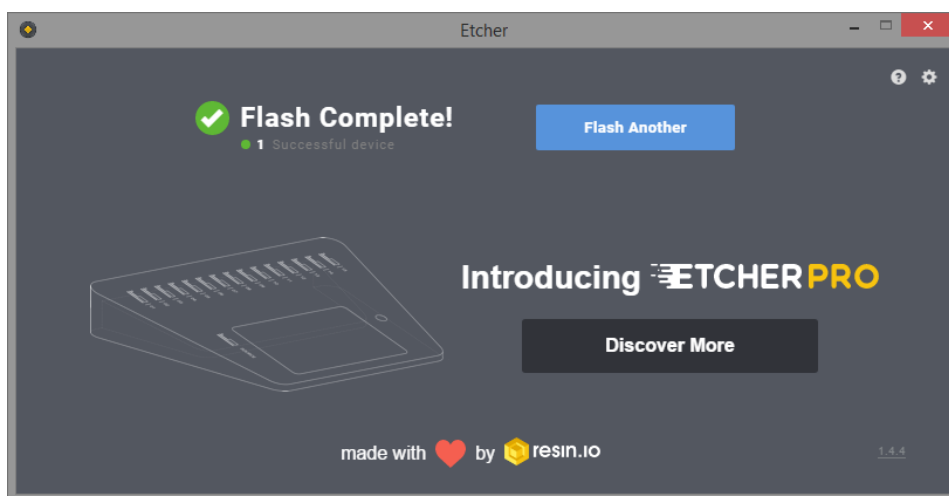 Etcher
Flash Complete!
1 Successful device
Flash Another
Introducing ETCHER PRO
Discover More
made with by resin.io
1.4.4